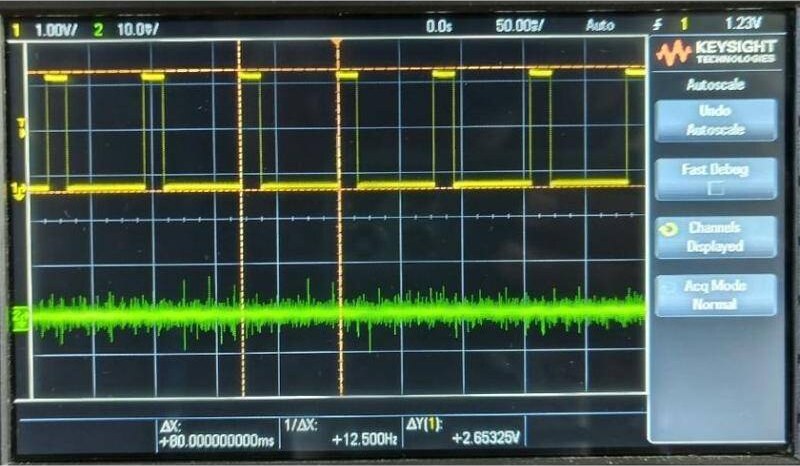 1 1.00V/ 2 10.0V/ 0.0s 50.00s/ Auto 1 1.23V
KEYSIGHT
TECHNOLOGIES
Autoscale
Undo
Autoscale
Fast Debug
Channels
Displayed
Acq Mode
Normal
ΔX:
+80.000000000ms
1/ΔX:
+12.500Hz
ΔY(1):
+2.65325V